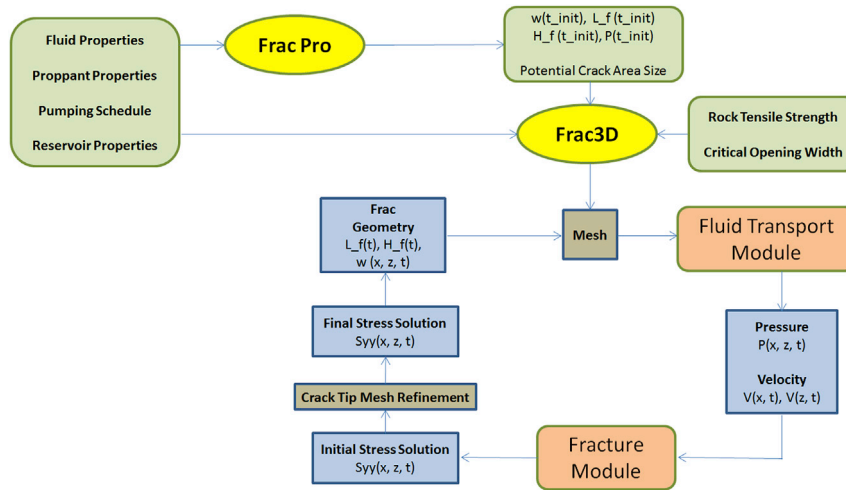 Fluid Properties
Proppant Properties
Pumping Schedule
Reservoir Properties
Frac Pro
w(t_init), L_f (t_init)
H_f (t_init), P(t_init)
Potential Crack Area Size
Frac3D
Rock Tensile Strength
Critical Opening Width
Frac
Geometry
L_f(t), H_f(t),
w (x, z, t)
Mesh
Fluid Transport
Module
Final Stress Solution
Syy(x, z, t)
Pressure
P(x, z, t)
Velocity
V(x, t), V(z, t)
Crack Tip Mesh Refinement
Initial Stress Solution
Syy(x, z, t)
Fracture
Module